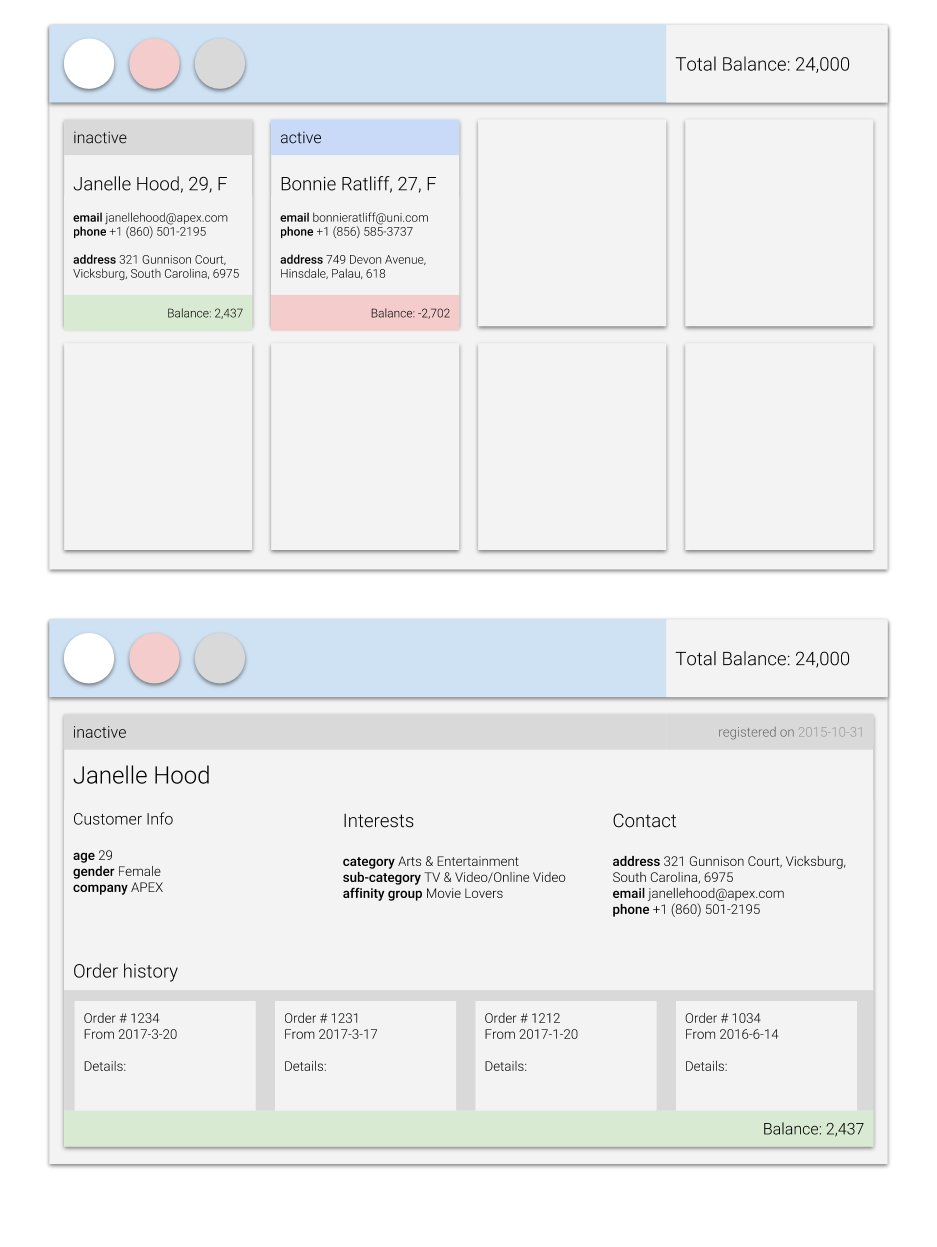 Total Balance: 24,000
inactive
Janelle Hood, 29, F
email janellehood@apex.com
phone +1 (860) 501-2195
address 321 Gunnison Court,
Vicksburg, South Carolina, 6975
Balance: 2,437
active
Bonnie Ratliff, 27, F
email bonnieratliff@uni.com
phone +1 (856) 585-3737
address 749 Devon Avenue,
Hinsdale, Palau, 618
Balance: -2,702
Total Balance: 24,000
inactive
registered on 2015-10-31
Janelle Hood
Customer Info
age 29
gender Female
company APEX
Interests
category Arts & Entertainment
sub-category TV & Video/Online Video
affinity group Movie Lovers
Contact
address 321 Gunnison Court, Vicksburg,
South Carolina, 6975
email janellehood@apex.com
phone +1 (860) 501-2195
Order history
Order # 1234
From 2017-3-20
Details:
Order # 1231
From 2017-3-17
Details:
Order # 1212
From 2017-1-20
Details:
Order # 1034
From 2016-6-14
Details:
Balance: 2,437